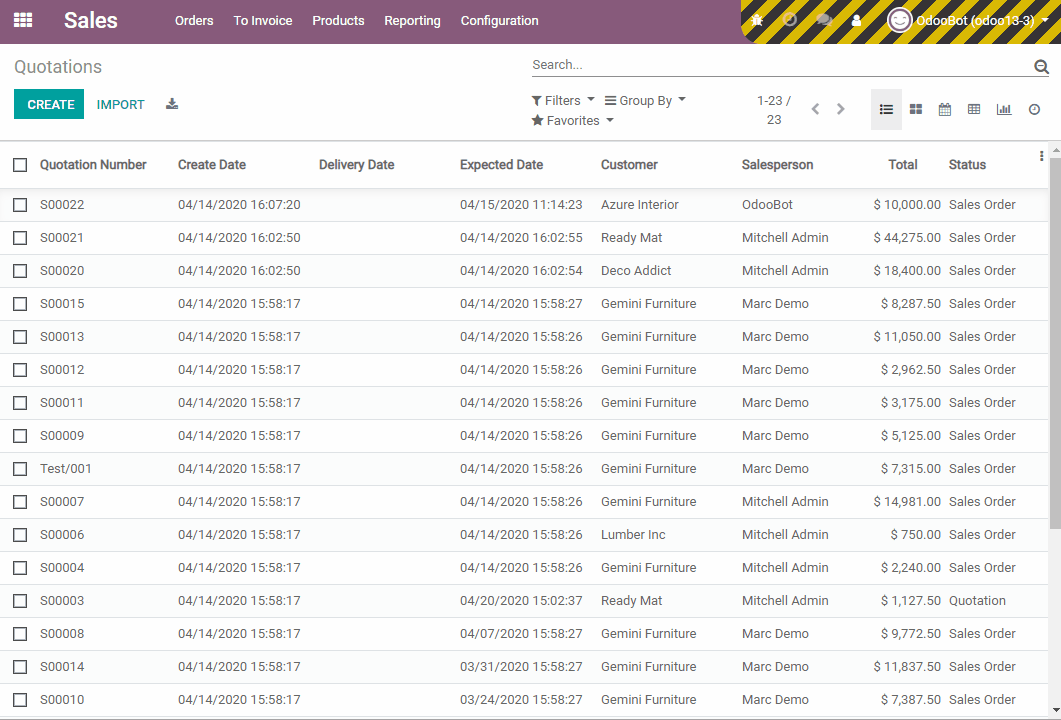 Sales Orders To Invoice Products Reporting Configuration OdooBot (odoo13-3)
Quotations Search...
CREATE IMPORT Filters Group By 1-23 /
Favorites 23
Quotation Number Create Date Delivery Date Expected Date Customer Salesperson Total Status
S00022 04/14/2020 16:07:20 04/15/2020 11:14:23 Azure Interior OdooBot $ 10,000.00 Sales Order
S00021 04/14/2020 16:02:50 04/14/2020 16:02:55 Ready Mat Mitchell Admin $ 44,275.00 Sales Order
S00020 04/14/2020 16:02:50 04/14/2020 16:02:54 Deco Addict Mitchell Admin $ 18,400.00 Sales Order
S00015 04/14/2020 15:58:17 04/14/2020 15:58:27 Gemini Furniture Marc Demo $ 8,287.50 Sales Order
S00013 04/14/2020 15:58:17 04/14/2020 15:58:26 Gemini Furniture Marc Demo $ 11,050.00 Sales Order
S00012 04/14/2020 15:58:17 04/14/2020 15:58:26 Gemini Furniture Marc Demo $ 2,962.50 Sales Order
S00011 04/14/2020 15:58:17 04/14/2020 15:58:26 Gemini Furniture Marc Demo $ 3,175.00 Sales Order
S00009 04/14/2020 15:58:17 04/14/2020 15:58:26 Gemini Furniture Marc Demo $ 5,125.00 Sales Order
Test/001 04/14/2020 15:58:17 04/14/2020 15:58:26 Gemini Furniture Marc Demo $ 7,315.00 Sales Order
S00007 04/14/2020 15:58:17 04/14/2020 15:58:26 Gemini Furniture Mitchell Admin $ 14,981.00 Sales Order
S00006 04/14/2020 15:58:17 04/14/2020 15:58:26 Lumber Inc Mitchell Admin $ 750.00 Sales Order
S00004 04/14/2020 15:58:17 04/14/2020 15:58:26 Gemini Furniture Mitchell Admin $ 2,240.00 Sales Order
S00003 04/14/2020 15:58:17 04/20/2020 15:02:37 Ready Mat Mitchell Admin $ 1,127.50 Quotation
S00008 04/14/2020 15:58:17 04/07/2020 15:58:27 Gemini Furniture Marc Demo $ 9,772.50 Sales Order
S00014 04/14/2020 15:58:17 03/31/2020 15:58:27 Gemini Furniture Marc Demo $ 11,837.50 Sales Order
S00010 04/14/2020 15:58:17 03/24/2020 15:58:27 Gemini Furniture Marc Demo $ 7,387.50 Sales Order